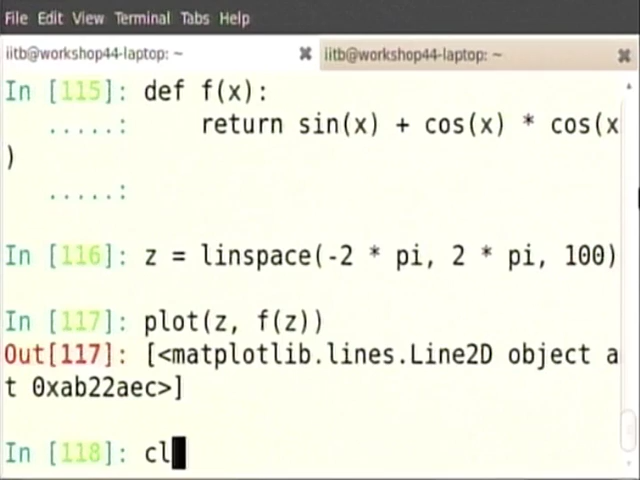 File Edit View Terminal Tabs Help
iitb@workshop44-laptop: ~ iitb@workshop44-laptop: ~
In [115]: def f(x):
.....: return sin(x) + cos(x) * cos(x
)
.....:
In [116]: z = linspace(-2 * pi, 2 * pi, 100)
In [117]: plot(z, f(z))
Out[117]: [<matplotlib.lines.Line2D object a
t 0xab22aec>]
In [118]: cl